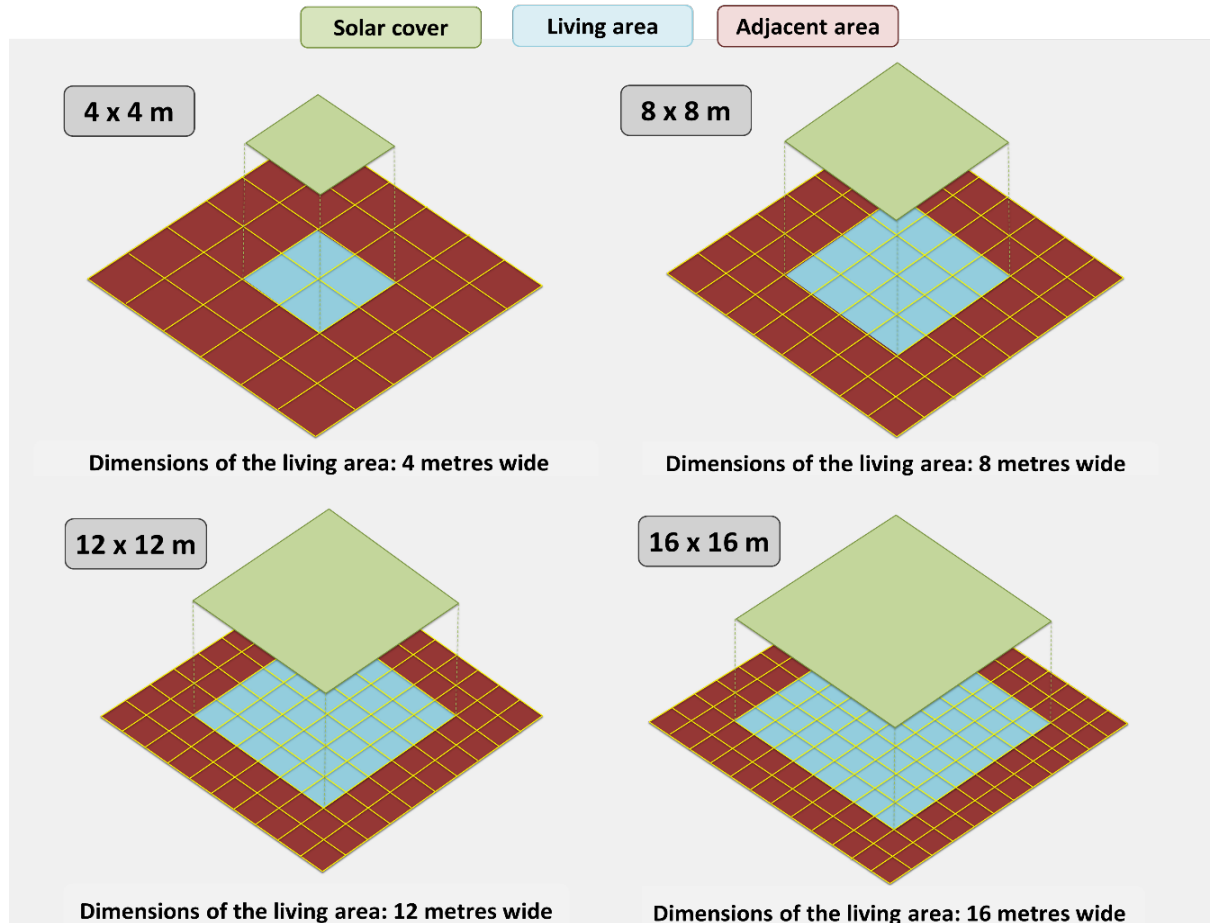 Solar cover
Living area
Adjacent area
4 x 4 m
8 x 8 m
Dimensions of the living area: 4 metres wide
Dimensions of the living area: 8 metres wide
12 x 12 m
16 x 16 m
Dimensions of the living area: 12 metres wide
Dimensions of the living area: 16 metres wide